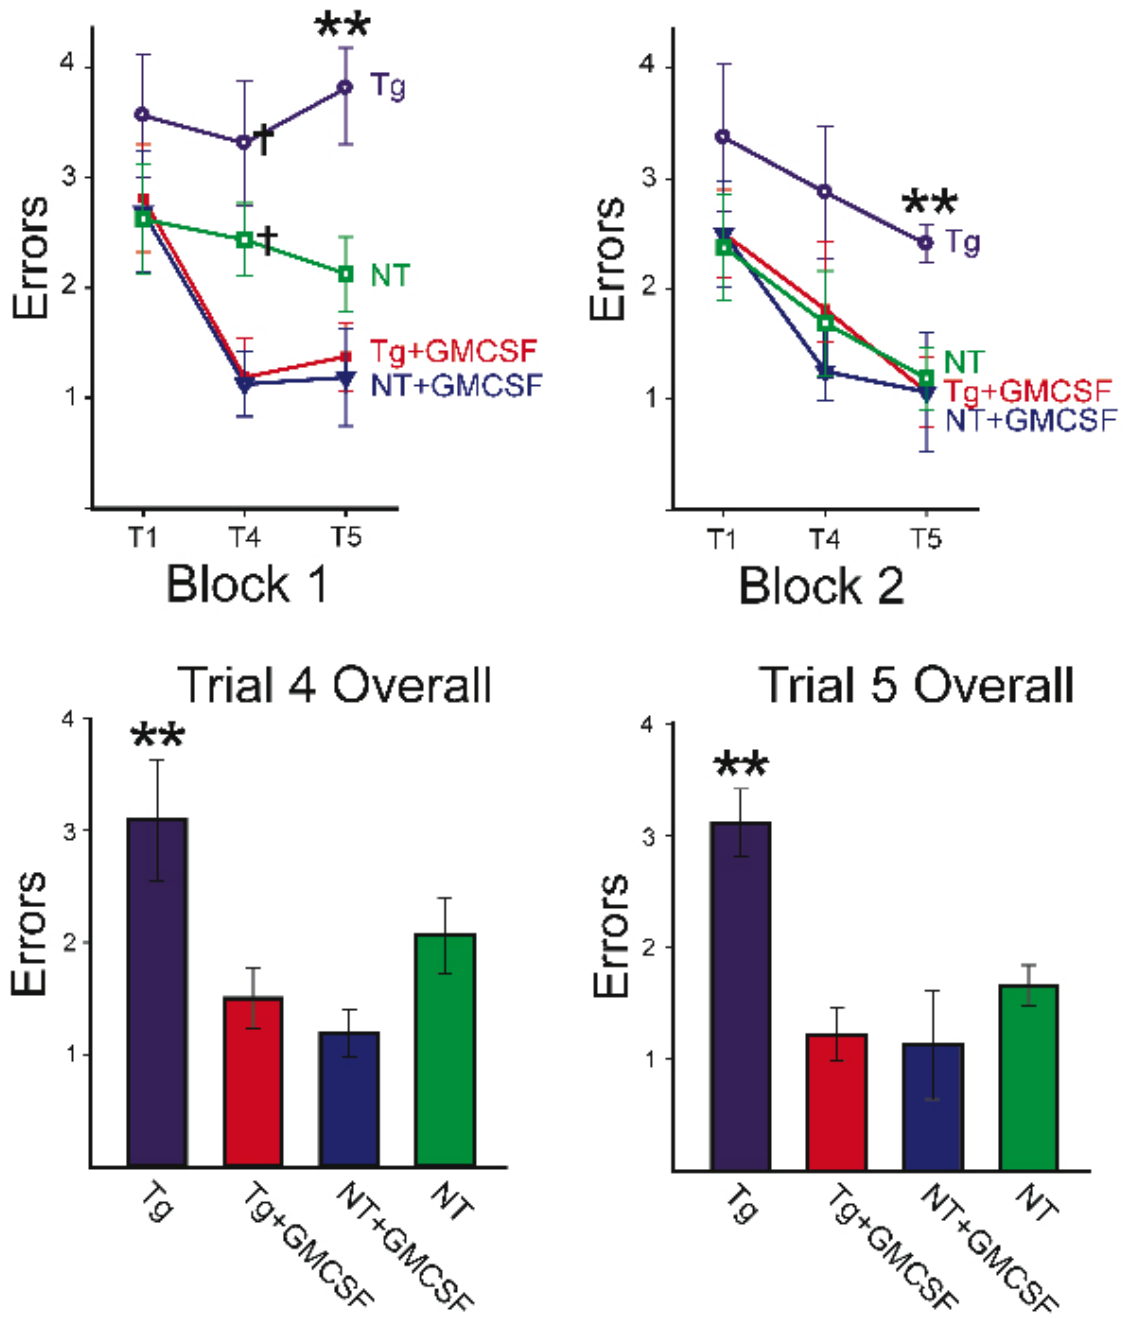 **
4
Tg
†
3
†
NT
2
Tg+GMCSF
NT+GMCSF
1
Errors
T1 T4 T5
Block 1
4
3
**
Tg
2
NT
Tg+GMCSF
NT+GMCSF
1
Errors
T1 T4 T5
Block 2
Trial 4 Overall
4
**
3
2
1
Errors
Tg
Tg+GMCSF
NT+GMCSF
NT
Trial 5 Overall
4
**
3
2
1
Errors
Tg
Tg+GMCSF
NT+GMCSF
NT